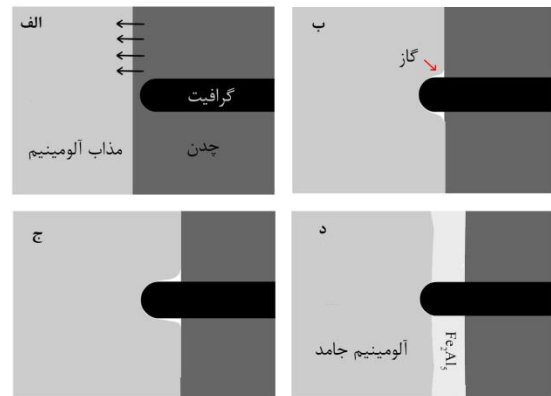 الف
گرافیت
مذاب آلومینیم
چدن
ب
گاز
ج
د
آلومینیم جامد
Fe₂Al₅